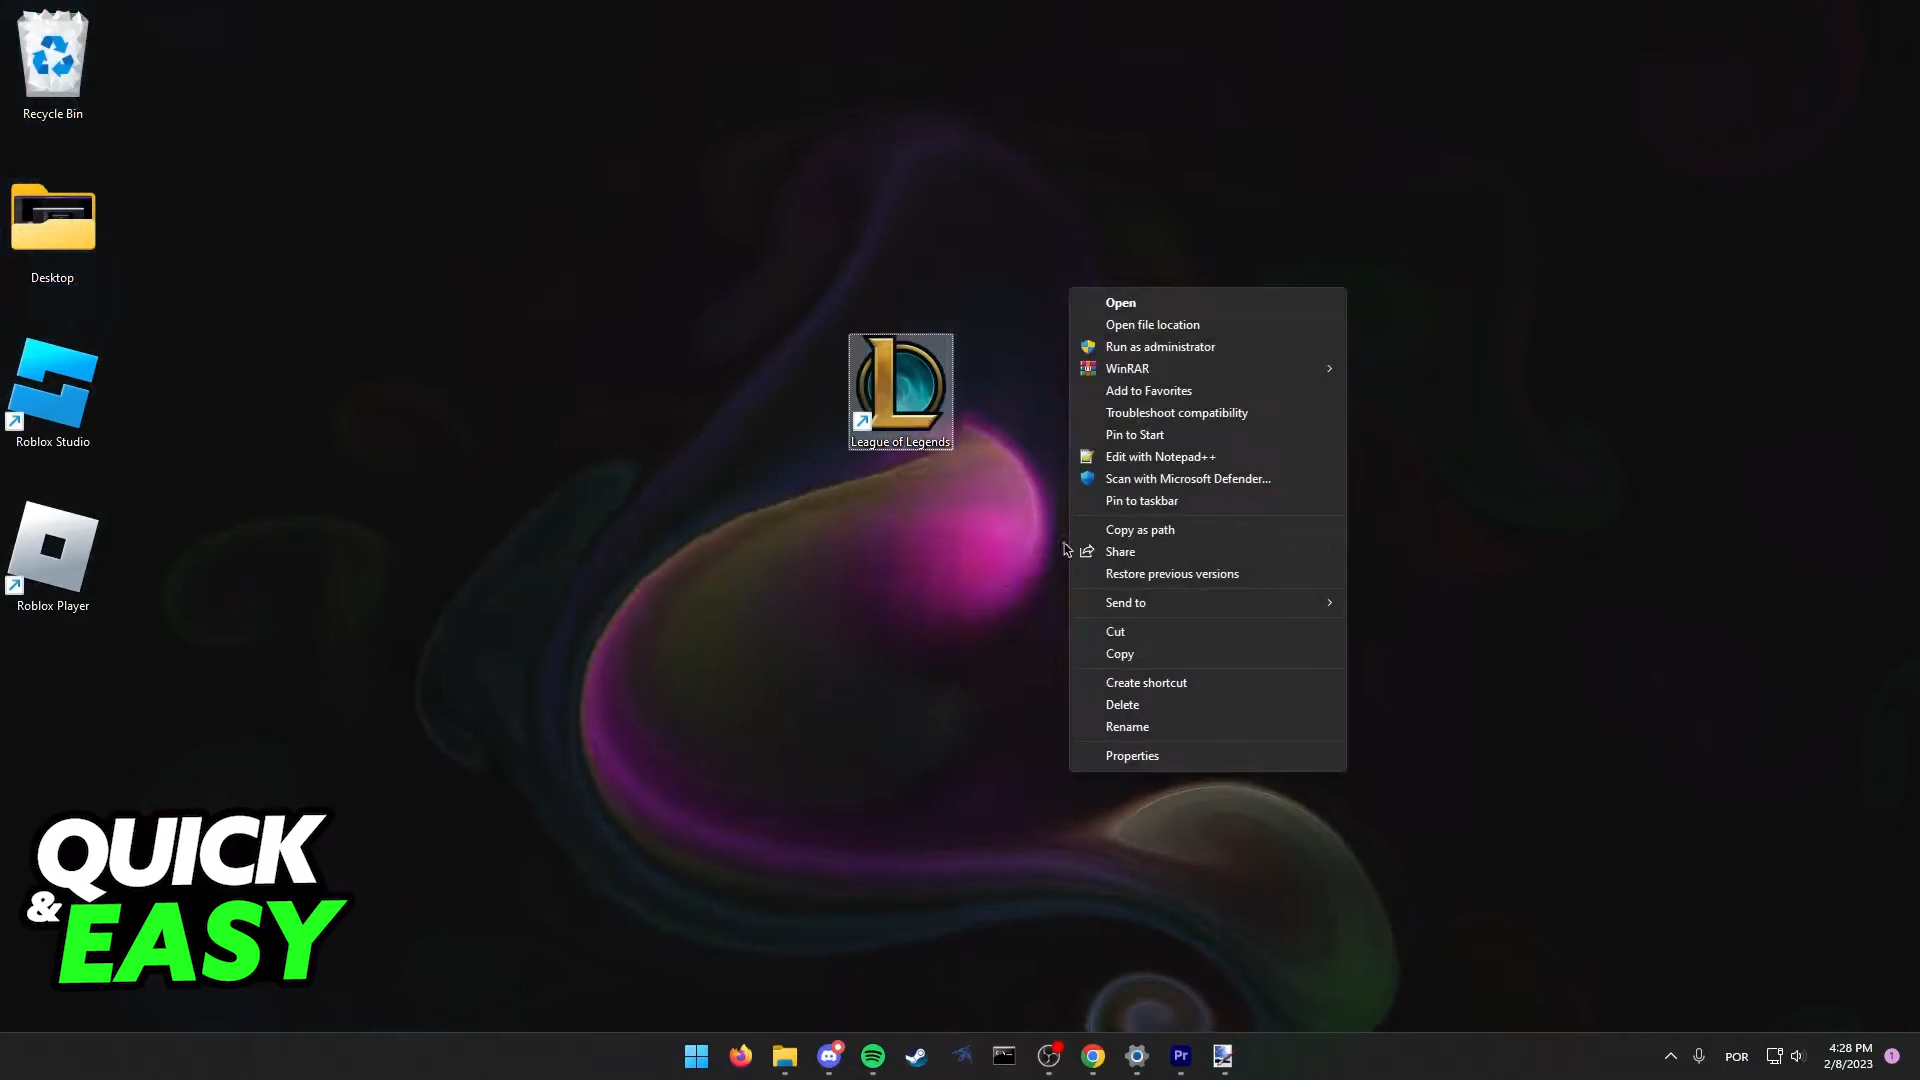 Recycle Bin
Desktop
Roblox Studio
Roblox Player
League of Legends
Open
Open file location
Run as administrator
WinRAR
Add to Favorites
Troubleshoot compatibility
Pin to Start
Edit with Notepad++
Scan with Microsoft Defender...
Pin to taskbar
Copy as path
Share
Restore previous versions
Send to
Cut
Copy
Create shortcut
Delete
Rename
Properties
QUICK
& EASY
Pr
POR
4:28 PM
2/8/2023
1